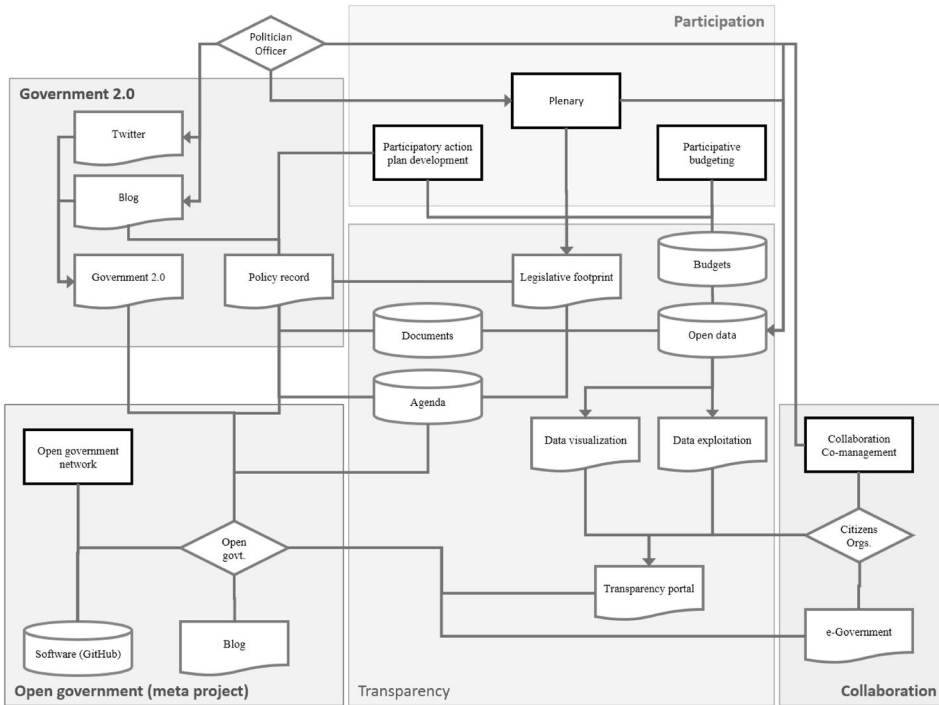 Participation
Politician
Officer
Government 2.0
Plenary
Twitter
Participatory action
plan development
Participative
budgeting
Blog
Government 2.0
Policy record
Legislative footprint
Budgets
Documents
Open data
Agenda
Open government
network
Data visualization
Data exploitation
Collaboration
Co-management
Open
govt.
Citizens
Orgs.
Transparency portal
Software (GitHub)
Blog
e-Government
Open government (meta project)
Transparency
Collaboration